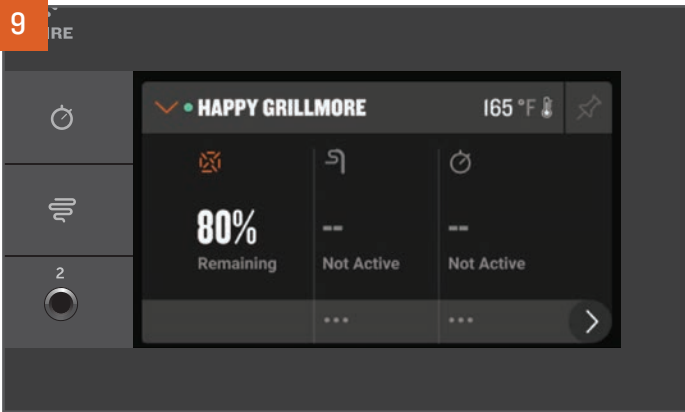 9
IRE
HAPPY GRILLMORE 165 °F
80% -- --
Remaining Not Active Not Active
... ...
2